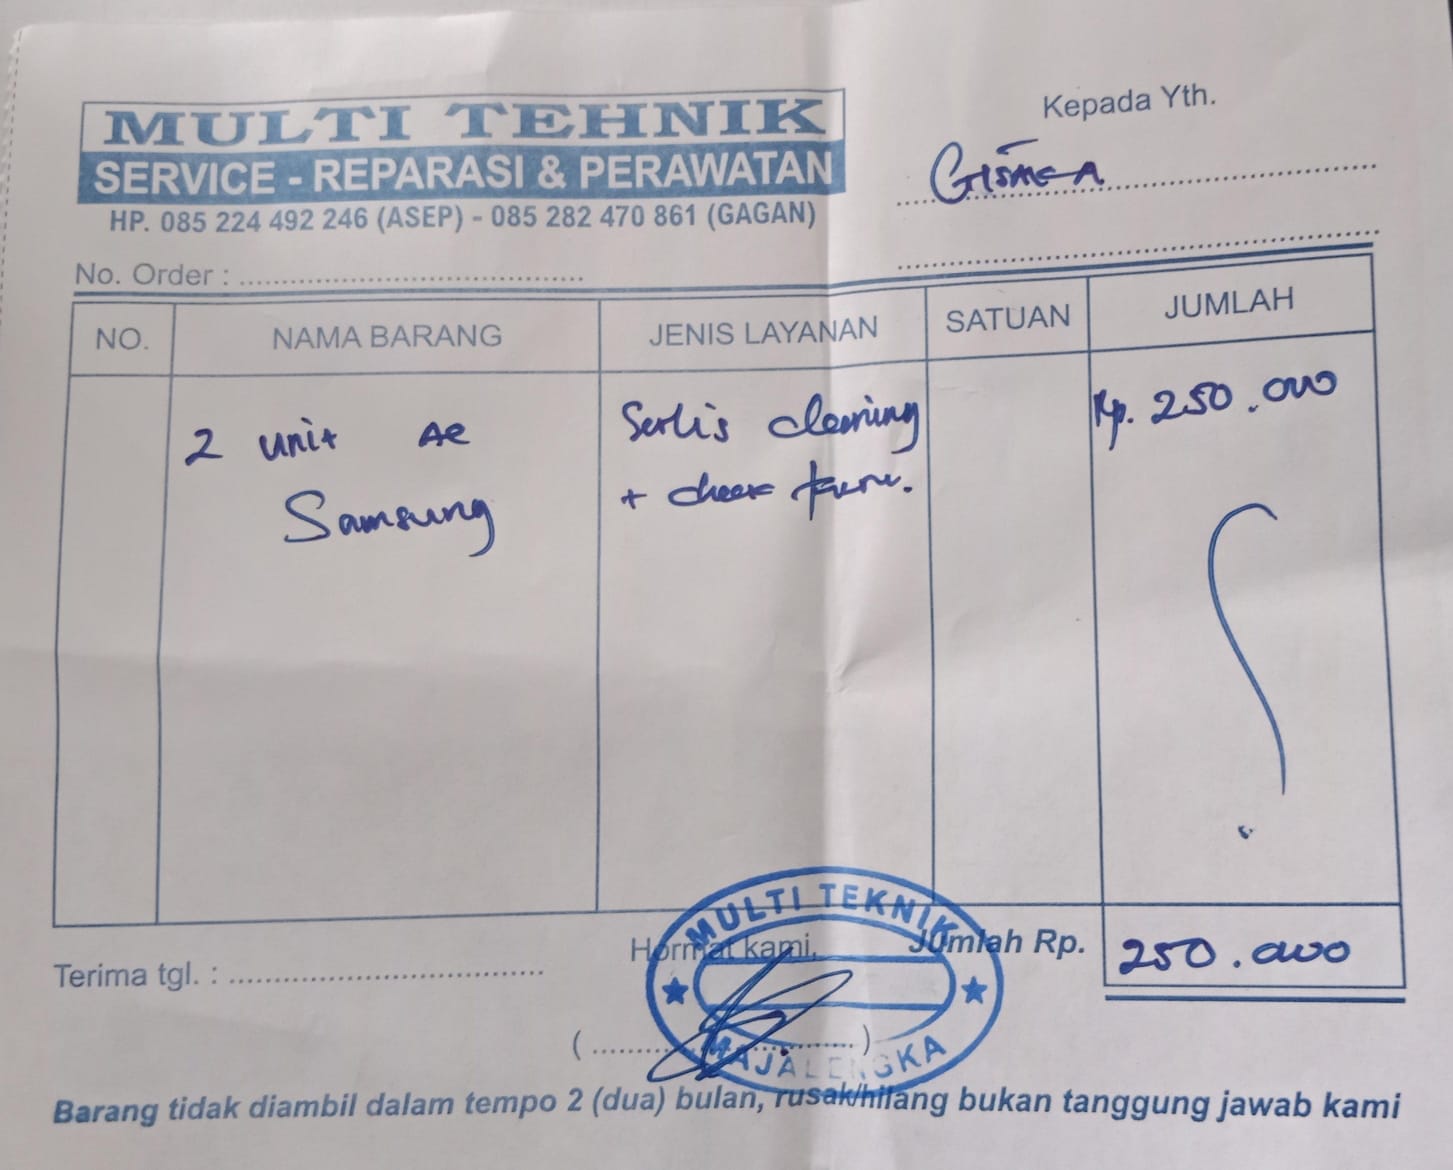 MULTI TEHNIK
SERVICE - REPARASI & PERAWATAN
HP. 085 224 492 246 (ASEP) - 085 282 470 861 (GAGAN)
Kepada Yth.
No. Order :
NO. NAMA BARANG JENIS LAYANAN SATUAN JUMLAH
2 unit AC Servis cleaning Rp. 250.000
Samsung + check
Terima tgl. : Hormat kami, Jumlah Rp. 250.000
MULTI TEKNIK
MAJALENGKA
Barang tidak diambil dalam tempo 2 (dua) bulan, rusak/hilang bukan tanggung jawab kami